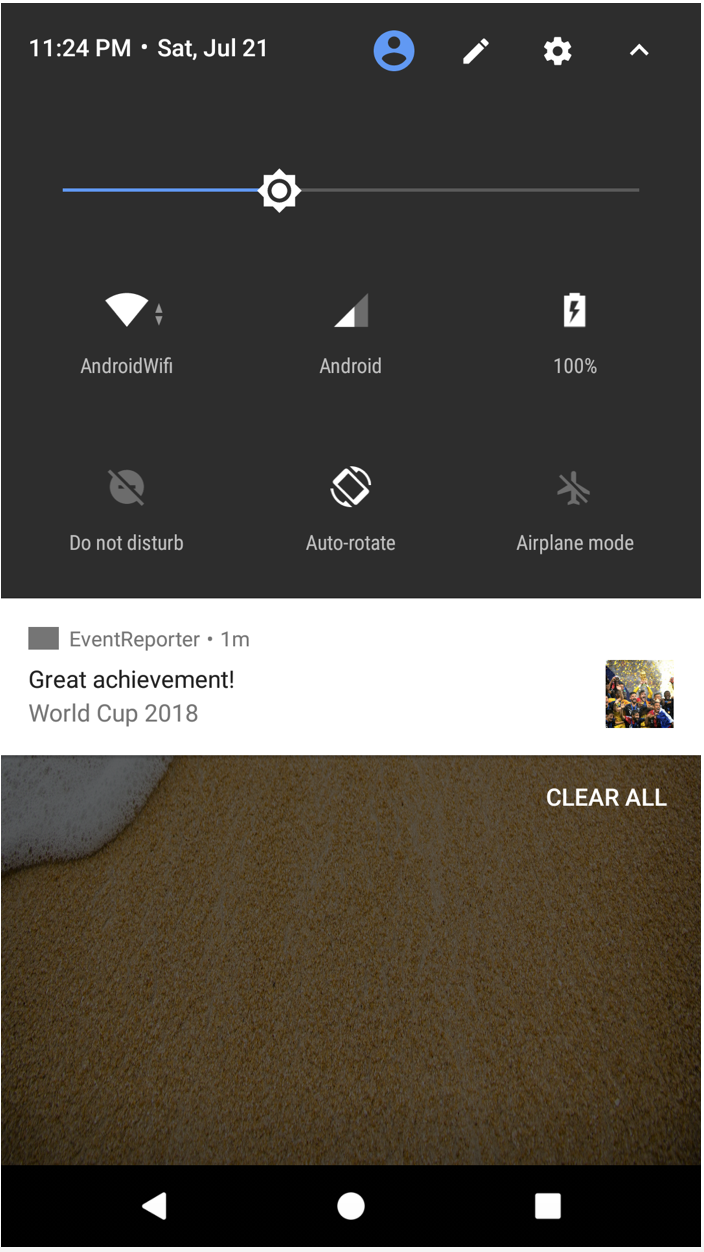 11:24 PM • Sat, Jul 21
AndroidWifi
Android
100%
Do not disturb
Auto-rotate
Airplane mode
EventReporter • 1m
Great achievement!
World Cup 2018
CLEAR ALL